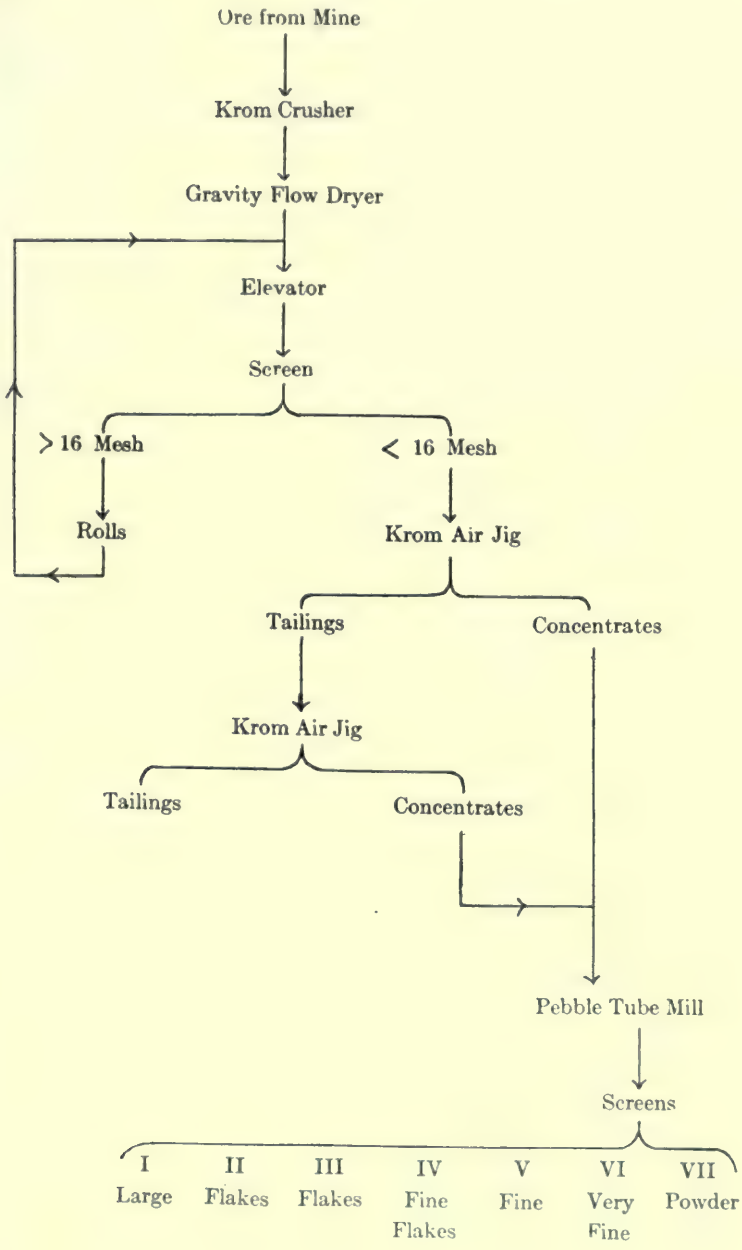 Ore from Mine
Krom Crusher
Gravity Flow Dryer
Elevator
Screen
> 16 Mesh
< 16 Mesh
Rolls
Krom Air Jig
Tailings
Concentrates
Krom Air Jig
Tailings
Concentrates
Pebble Tube Mill
Screens
I II III IV V VI VII
Large Flakes Flakes Fine Fine Very Powder
Flakes Fine